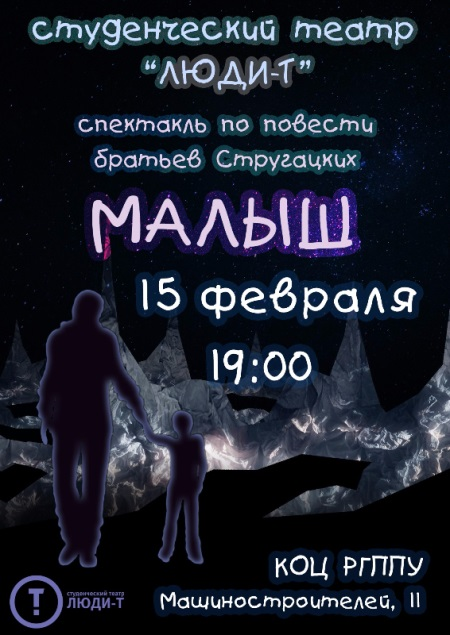 студенческий театр
“ЛЮДИ-Т”
спектакль по повести
братьев Стругацких
МАЛЫШ
15 февраля
19:00
КОЦ РГППУ
Машиностроителей, 11
Т
студенческий театр
ЛЮДИ-Т